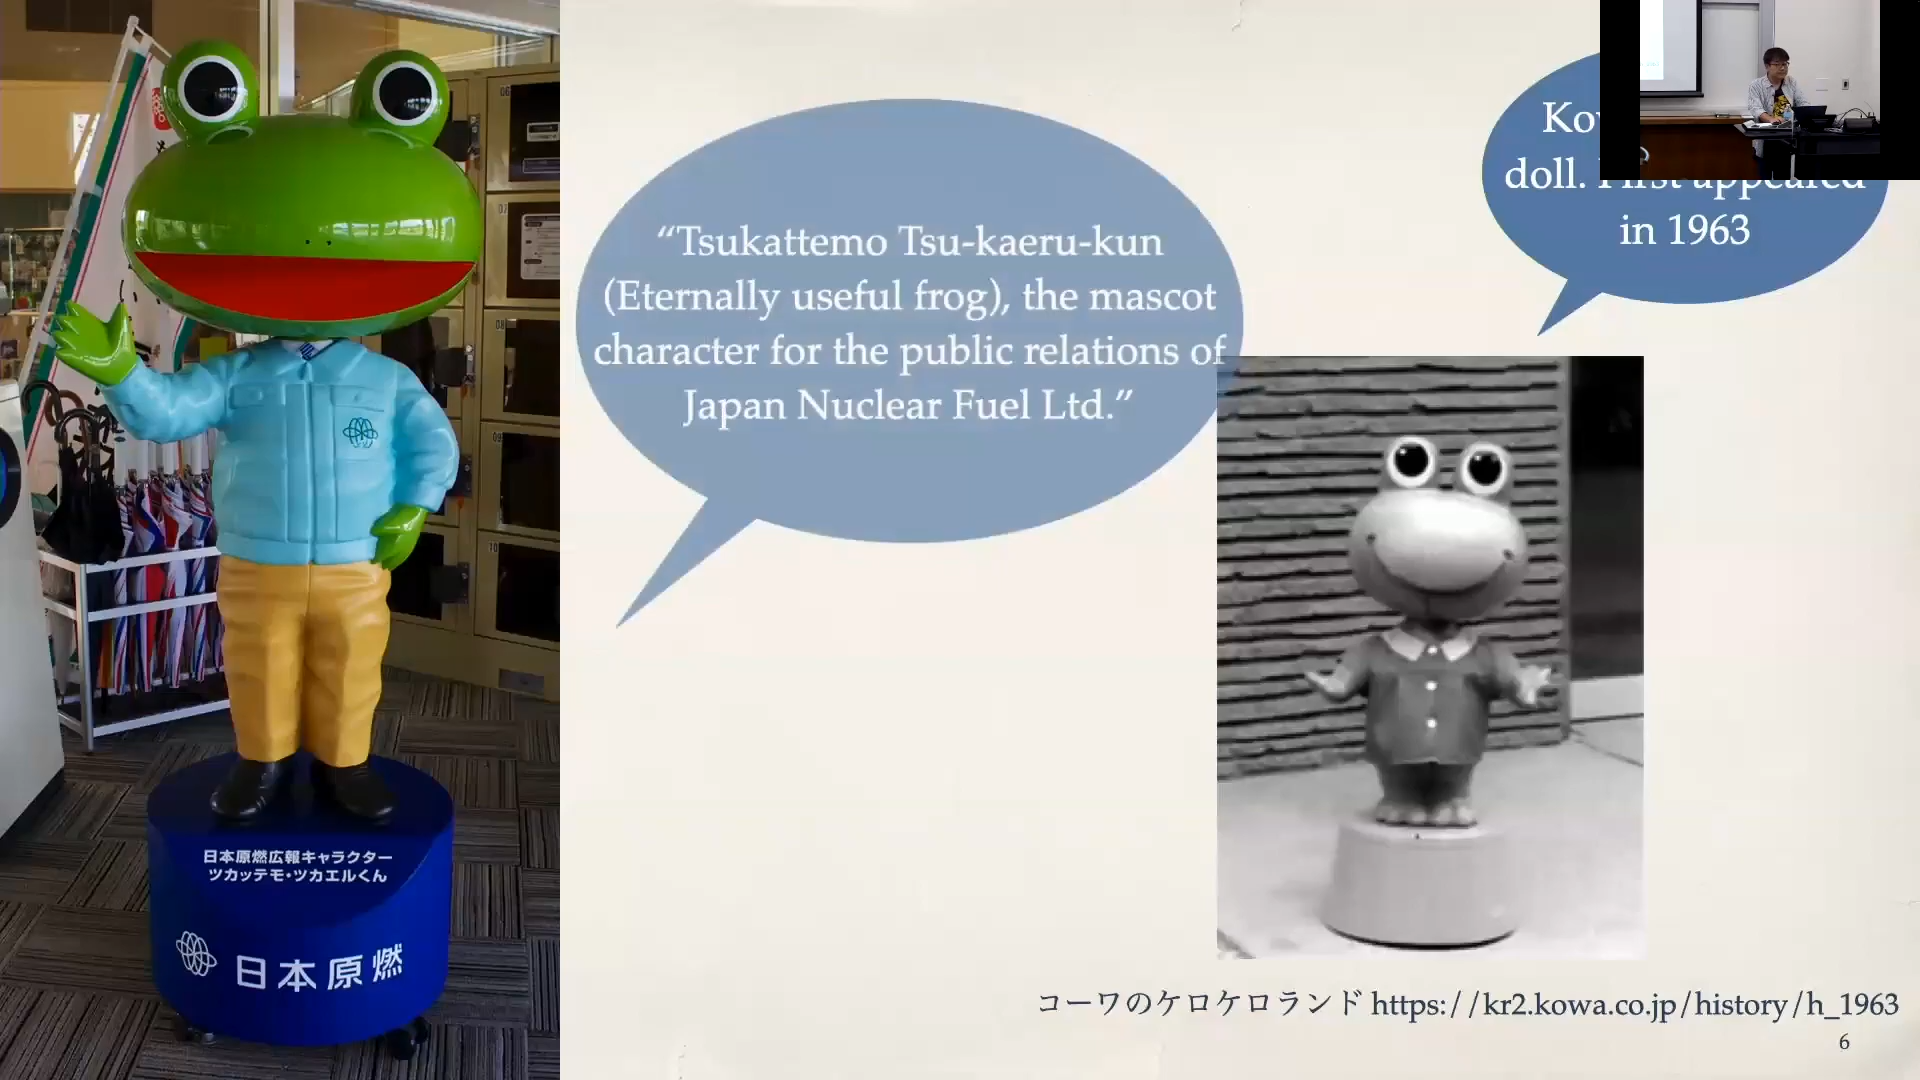 “Tsukattemo Tsu-kaeru-kun
(Eternally useful frog), the mascot
character for the public relations of
Japan Nuclear Fuel Ltd.”
doll. First appeared
in 1963
日本原燃広報キャラクター
ツカッテモ・ツカエルくん
日本原燃
コーワのケロケロランド https://kr2.kowa.co.jp/history/h_1963
6